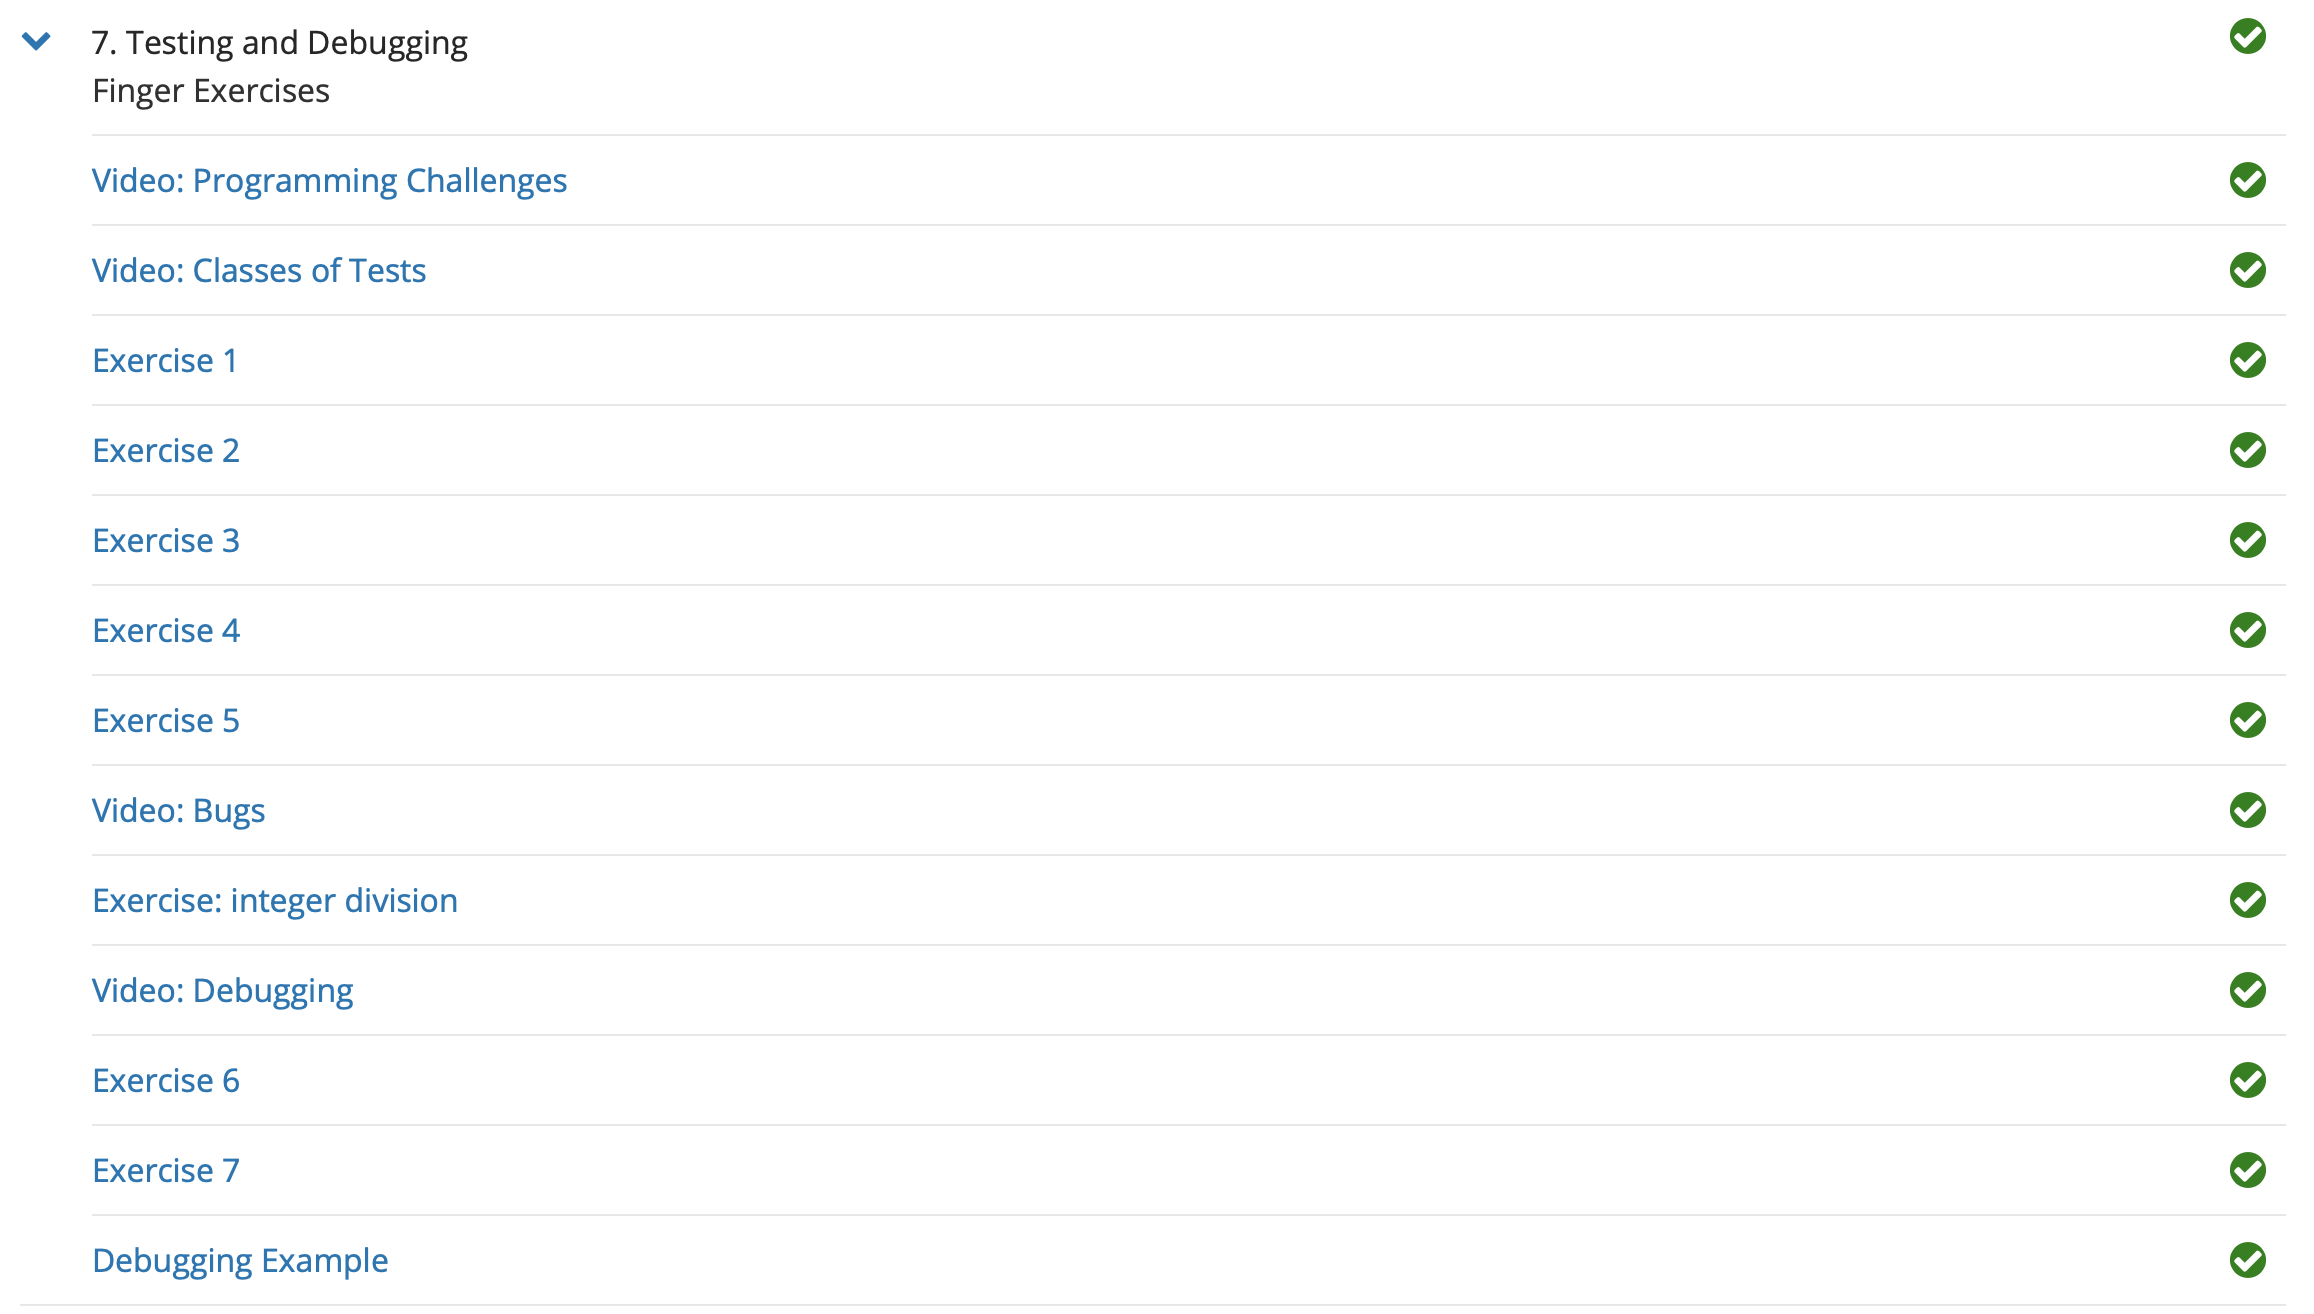 7. Testing and Debugging
Finger Exercises
Video: Programming Challenges
Video: Classes of Tests
Exercise 1
Exercise 2
Exercise 3
Exercise 4
Exercise 5
Video: Bugs
Exercise: integer division
Video: Debugging
Exercise 6
Exercise 7
Debugging Example